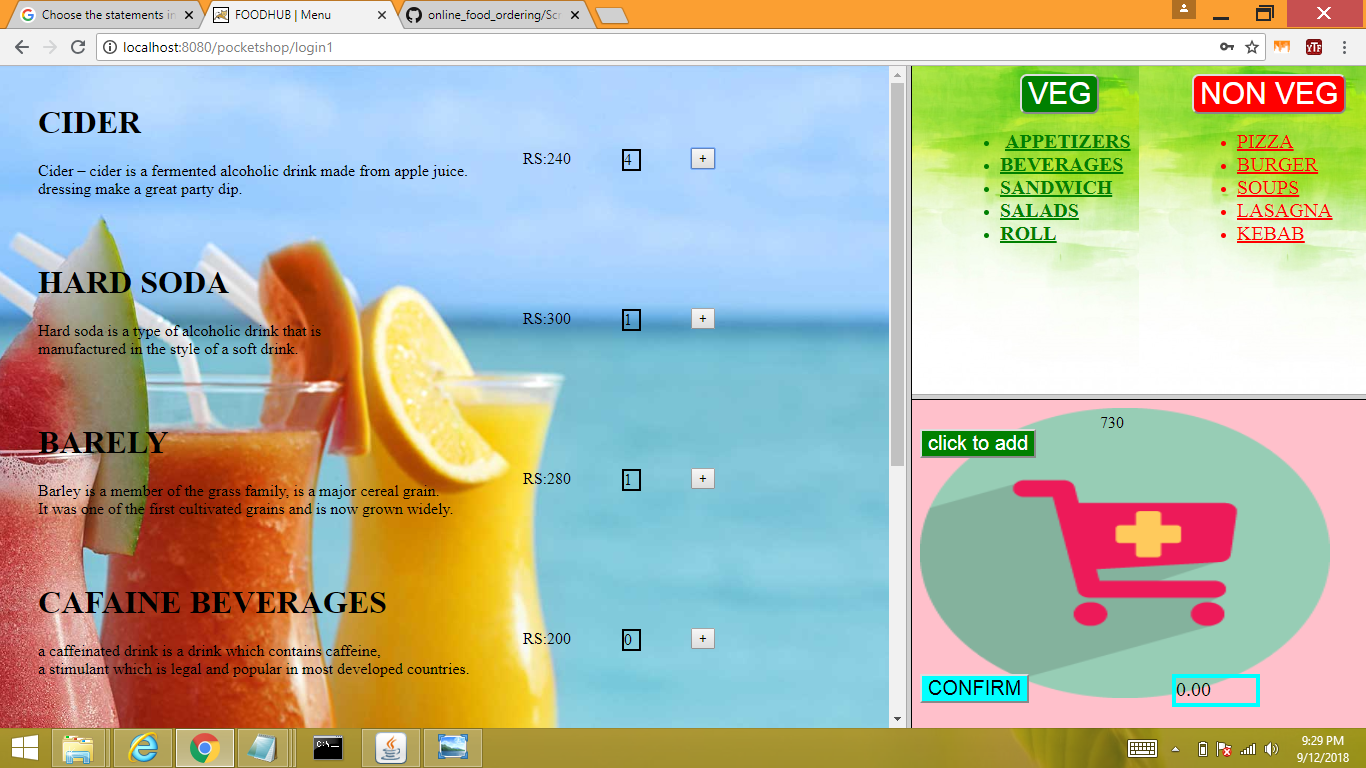 Choose the statements in
FOODHUB | Menu
online_food_ordering/Scr
localhost:8080/pocketshop/login1
CIDER
Cider – cider is a fermented alcoholic drink made from apple juice.
dressing make a great party dip.
RS:240
4
+
HARD SODA
Hard soda is a type of alcoholic drink that is
manufactured in the style of a soft drink.
RS:300
1
+
BARELY
Barley is a member of the grass family, is a major cereal grain.
It was one of the first cultivated grains and is now grown widely.
RS:280
1
+
CAFAINE BEVERAGES
a caffeinated drink is a drink which contains caffeine,
a stimulant which is legal and popular in most developed countries.
RS:200
0
+
VEG
APPETIZERS
BEVERAGES
SANDWICH
SALADS
ROLL
NON VEG
PIZZA
BURGER
SOUPS
LASAGNA
KEBAB
730
click to add
CONFIRM
0.00
YTF
C:\_
9:29 PM
9/12/2018